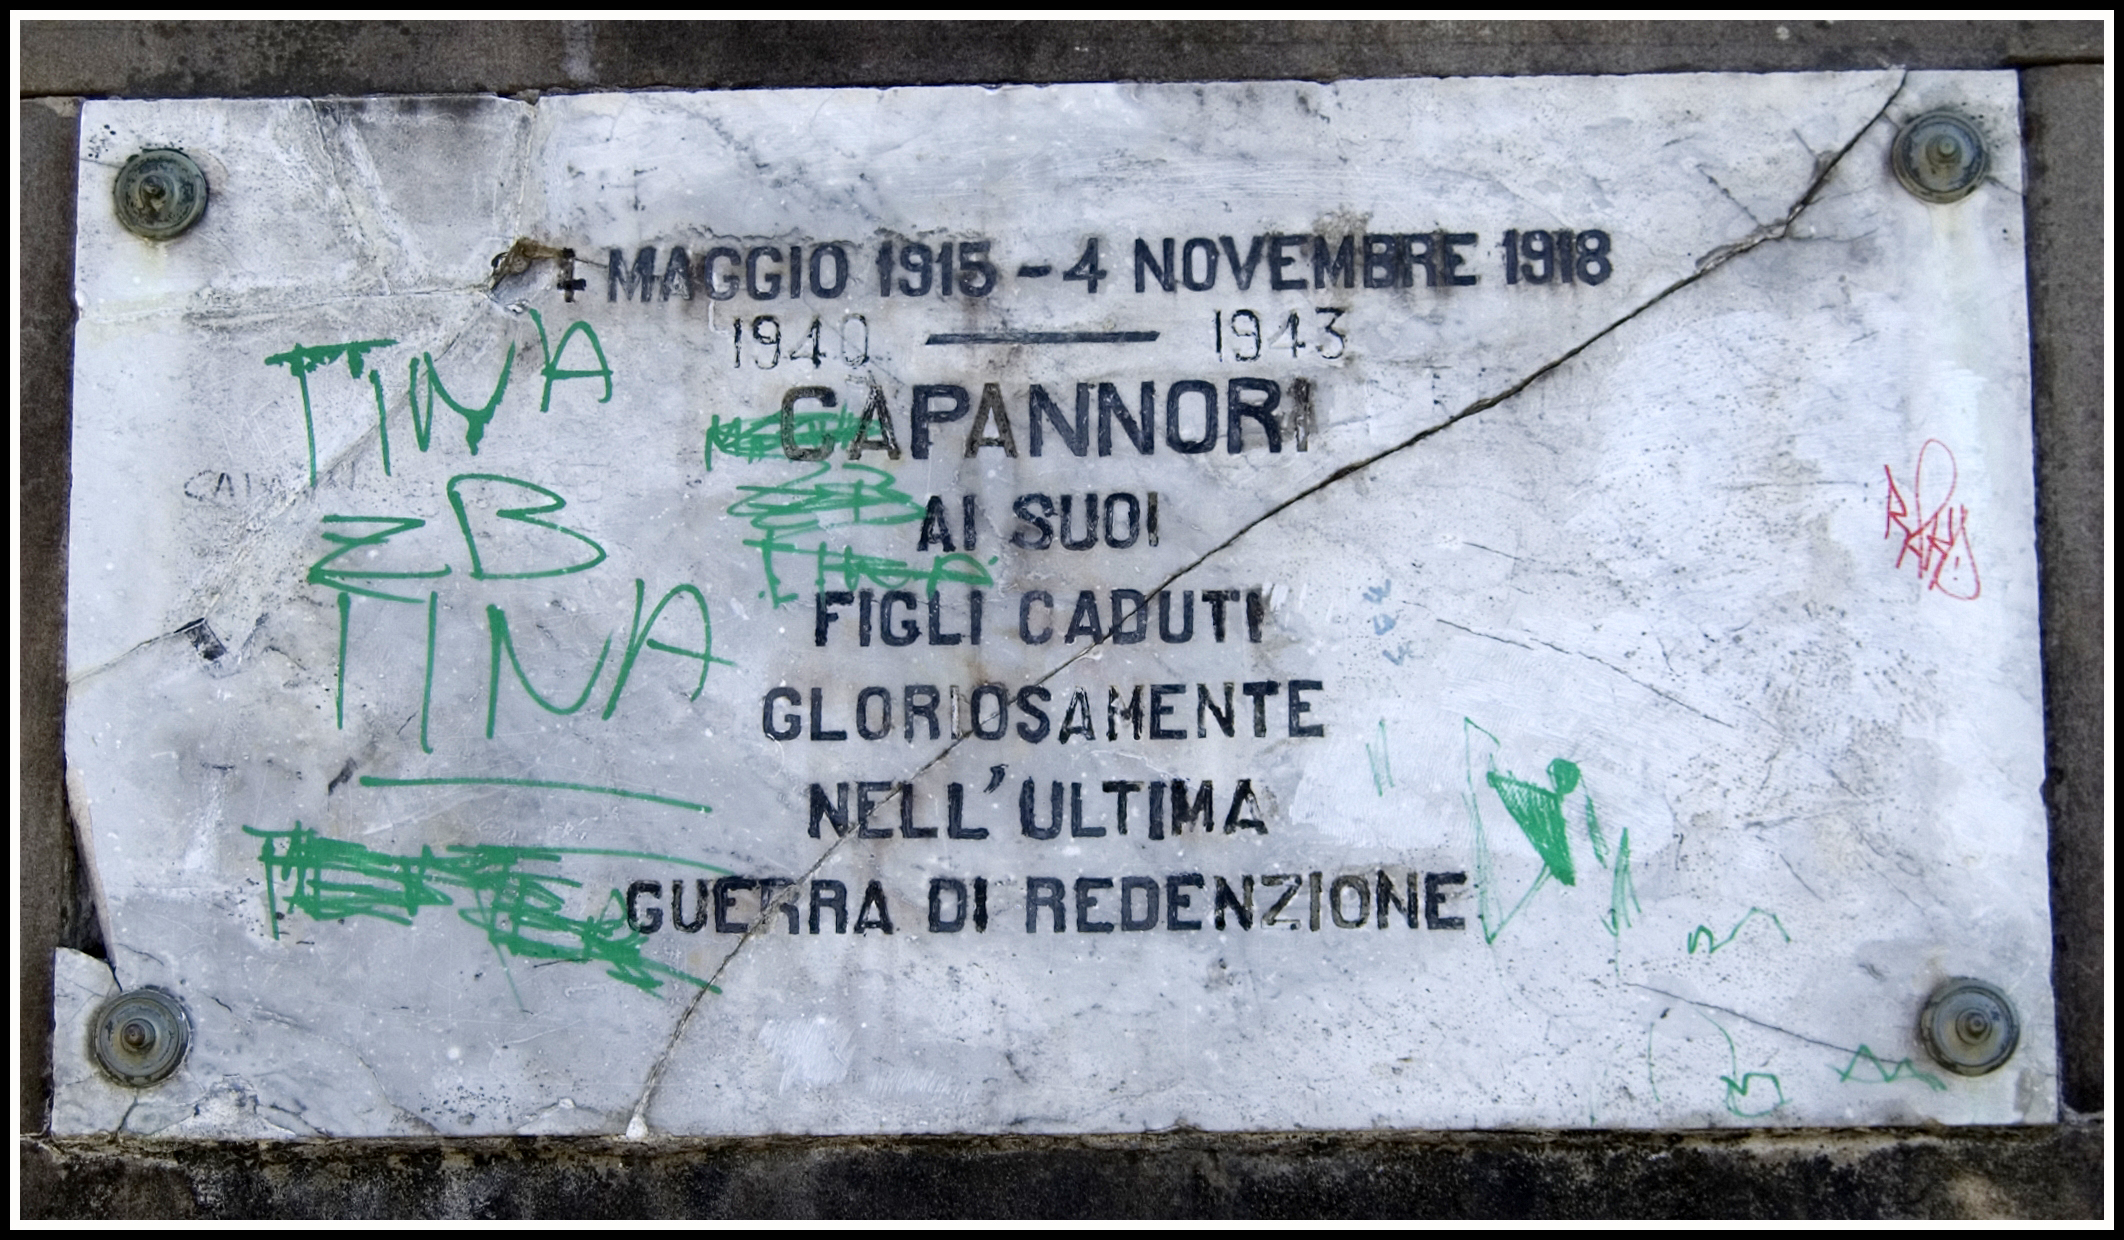 4 MAGGIO 1915 - 4 NOVEMBRE 1918
1940 — 1943
CAPANNORI
AI SUOI
FIGLI CADUTI
GLORIOSAMENTE
NELL'ULTIMA
GUERRA DI REDENZIONE
TINA
ZB
TINA